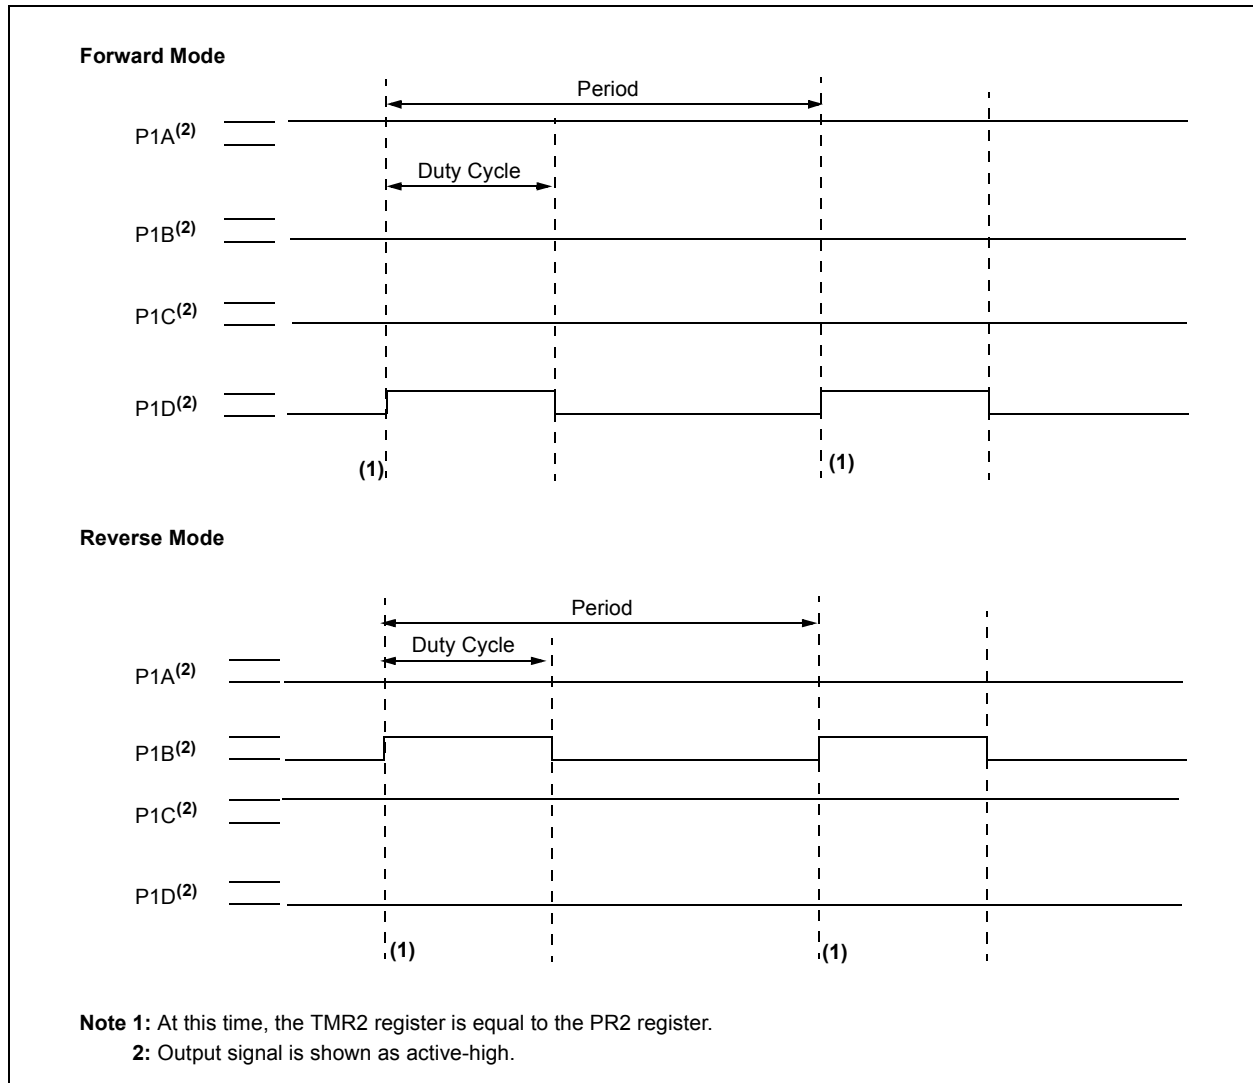 Forward Mode
Period
P1A(2)
Duty Cycle
P1B(2)
P1C(2)
P1D(2)
(1)
(1)
Reverse Mode
Period
Duty Cycle
P1A(2)
P1B(2)
P1C(2)
P1D(2)
(1)
(1)
Note 1: At this time, the TMR2 register is equal to the PR2 register.
2: Output signal is shown as active-high.